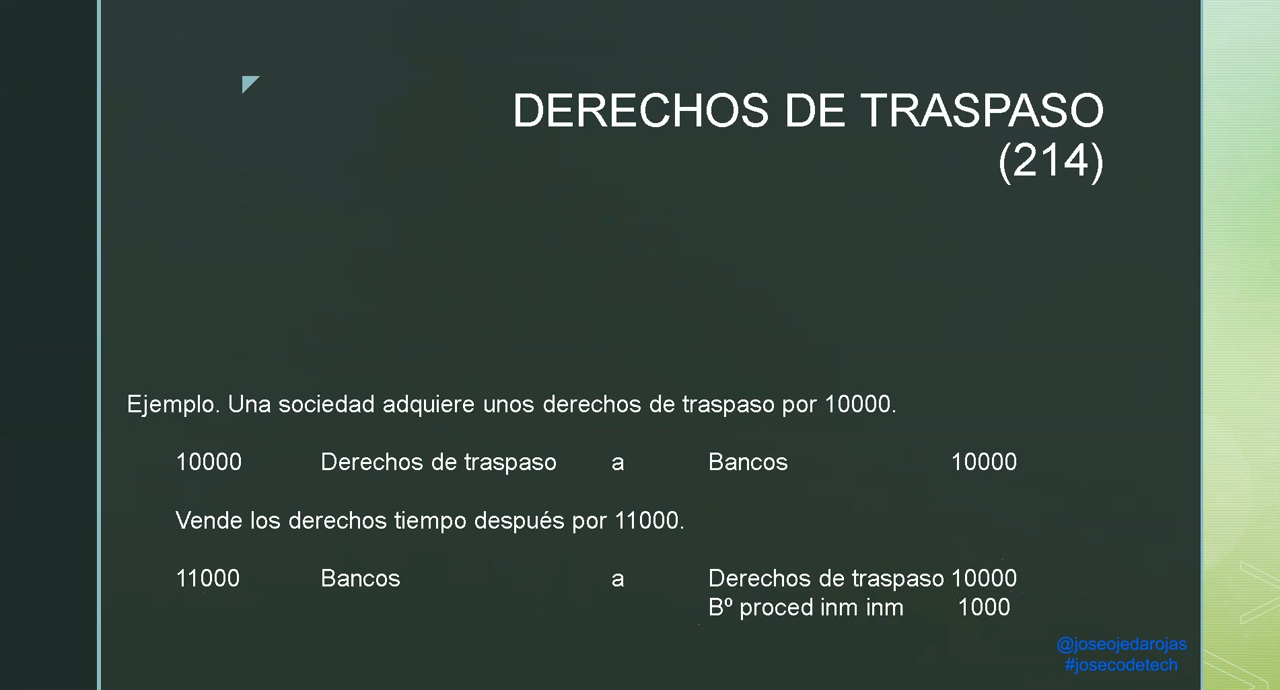 DERECHOS DE TRASPASO
(214)
Ejemplo. Una sociedad adquiere unos derechos de traspaso por 10000.
10000 Derechos de traspaso a Bancos 10000
Vende los derechos tiempo después por 11000.
11000 Bancos a Derechos de traspaso 10000
Bº proced inm inm 1000
@joseojedarojas
#josecodetech